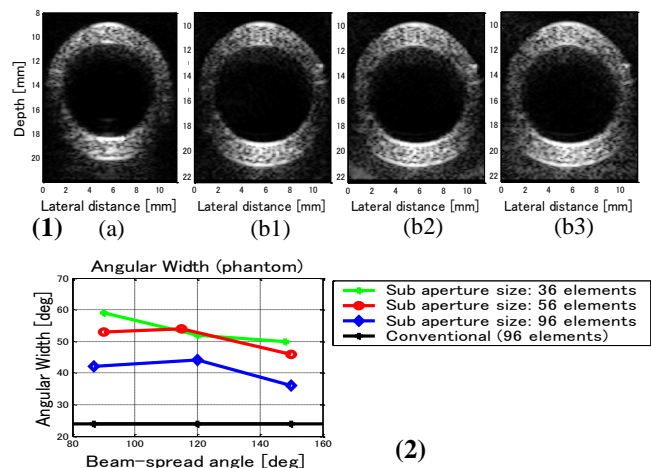 8
10
12
14
16
18
20
Depth [mm]
0 2 4 6 8 10
Lateral distance [mm]
(1) (a)
10
12
18
20
22
0 2 4 6 8 10
Lateral distance [mm]
(b1)
10
12
14
16
18
20
22
0 2 4 6 8 10
Lateral distance [mm]
(b2)
10
12
14
16
18
20
22
0 2 4 6 8 10
Lateral distance [mm]
(b3)
Angular Width (phantom)
70
60
50
40
30
20
Angular Width [deg]
80 100 120 140 160
Beam-spread angle [deg]
Sub aperture size: 36 elements
Sub aperture size: 56 elements
Sub aperture size: 96 elements
Conventional (96 elements)
(2)